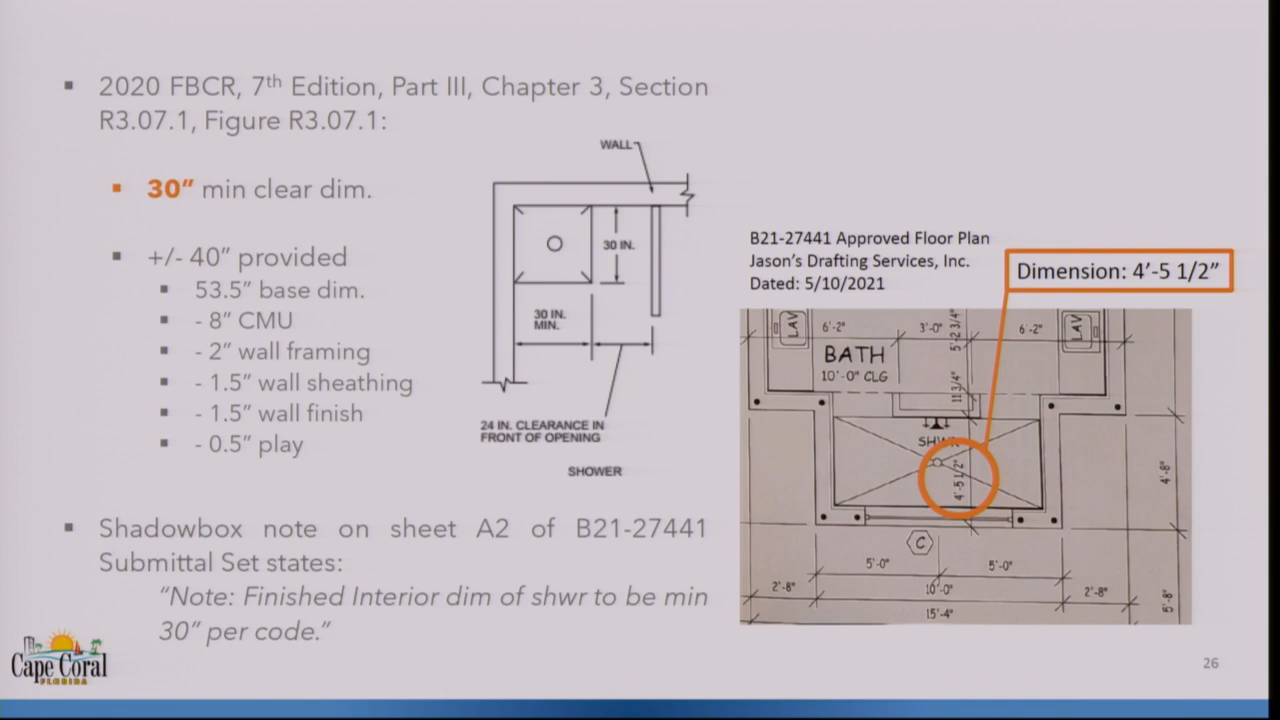 2020 FBCR, 7th Edition, Part III, Chapter 3, Section
R3.07.1, Figure R3.07.1:
30” min clear dim.
+/- 40” provided
53.5” base dim.
- 8” CMU
- 2” wall framing
- 1.5” wall sheathing
- 1.5” wall finish
- 0.5” play
Shadowbox note on sheet A2 of B21-27441
Submittal Set states:
“Note: Finished Interior dim of shwr to be min
30” per code.”
WALL
30 IN.
30 IN.
MIN.
24 IN. CLEARANCE IN
FRONT OF OPENING
SHOWER
B21-27441 Approved Floor Plan
Jason’s Drafting Services, Inc.
Dated: 5/10/2021
Dimension: 4’-5 1/2”
LAV
6'-2"
3'-0"
5'-2 3/4"
6'-2"
LAV
BATH
10'-0" CLG
11 3/4"
SHWR
4'-5 1/2"
4'-8"
C
5'-0"
5'-0"
2'-8"
10'-0"
2'-8"
15'-4"
5'-8"
Cape Coral
FLORIDA
26